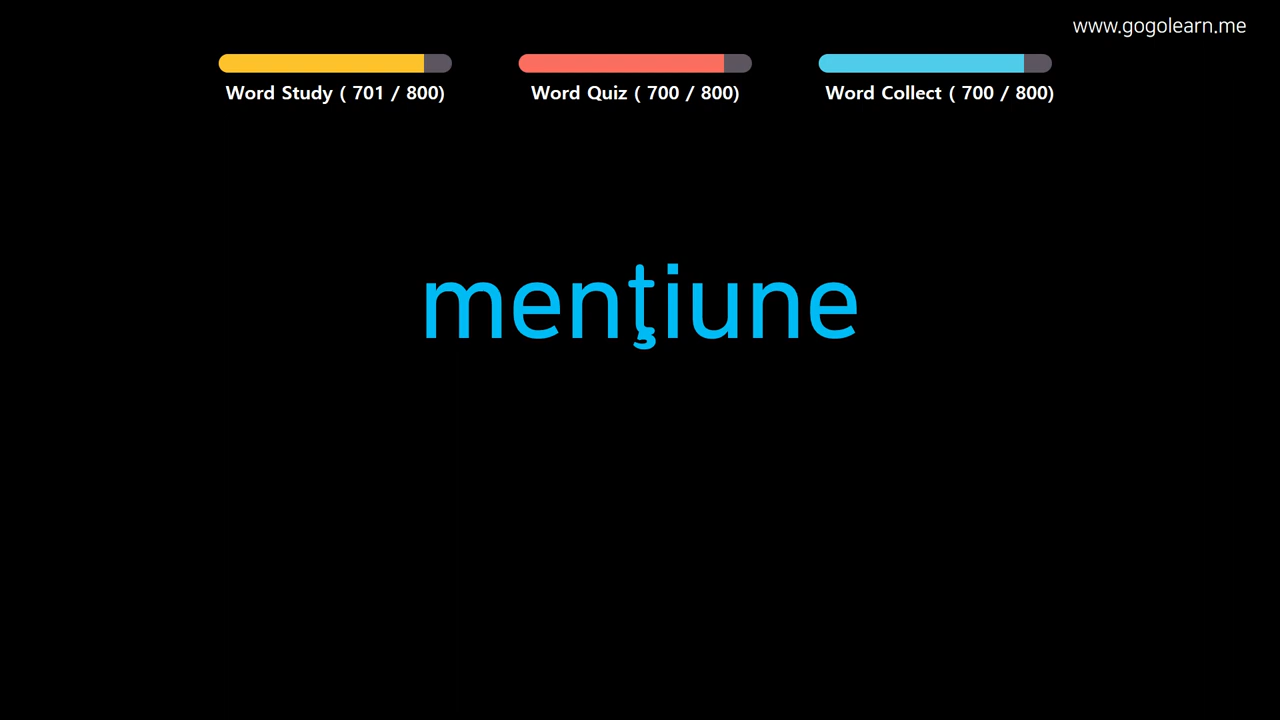 www.gogolearn.me
Word Study ( 701 / 800)
Word Quiz ( 700 / 800)
Word Collect ( 700 / 800)
menţiune